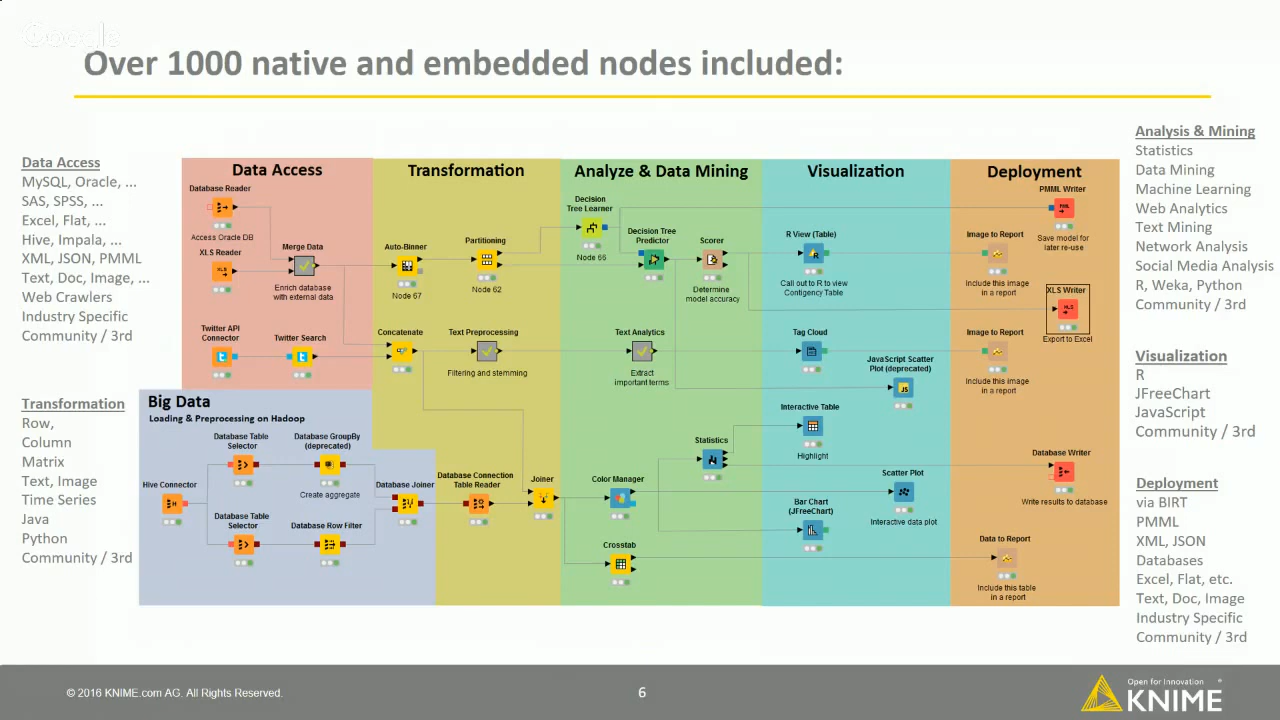 Google
Over 1000 native and embedded nodes included:
Data Access
MySQL, Oracle, ...
SAS, SPSS, ...
Excel, Flat, ...
Hive, Impala, ...
XML, JSON, PMML
Text, Doc, Image, ...
Web Crawlers
Industry Specific
Community / 3rd
Transformation
Row,
Column
Matrix
Text, Image
Time Series
Java
Python
Community / 3rd
Data Access
Database Reader
Access Oracle DB
XLS Reader
XLS
Merge Data
Enrich database
with external data
Twitter API
Connector
Twitter Search
Big Data
Loading & Preprocessing on Hadoop
Hive Connector
H
Database Table
Selector
Database GroupBy
(deprecated)
Create aggregate
Database Table
Selector
Database Row Filter
Database Joiner
Transformation
Auto-Binner
Node 67
Partitioning
Node 62
Concatenate
Text Preprocessing
Filtering and stemming
Database Connection
Table Reader
Joiner
Analyze & Data Mining
Decision
Tree Learner
Node 66
Decision Tree
Predictor
Scorer
Determine
model accuracy
Text Analytics
Extract
important terms
Statistics
Color Manager
Crosstab
Visualization
R View (Table)
R
Call out to R to view
Contigency Table
Tag Cloud
JavaScript Scatter
Plot (deprecated)
JS
Interactive Table
Highlight
Scatter Plot
Interactive data plot
Bar Chart
(JFreeChart)
Deployment
PMML Writer
PMML
Save model for
later re-use
Image to Report
Include this image
in a report
XLS Writer
XLS
Export to Excel
Image to Report
Include this image
in a report
Database Writer
Write results to database
Data to Report
Include this table
in a report
Analysis & Mining
Statistics
Data Mining
Machine Learning
Web Analytics
Text Mining
Network Analysis
Social Media Analysis
R, Weka, Python
Community / 3rd
Visualization
R
JFreeChart
JavaScript
Community / 3rd
Deployment
via BIRT
PMML
XML, JSON
Databases
Excel, Flat, etc.
Text, Doc, Image
Industry Specific
Community / 3rd
© 2016 KNIME.com AG. All Rights Reserved.
6
Open for Innovation ®
KNIME